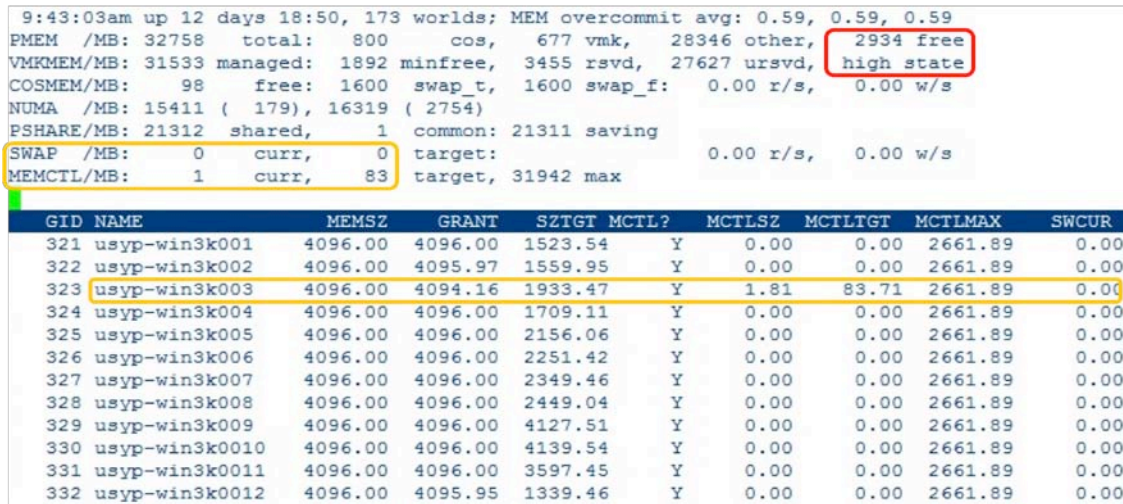 9:43:03am up 12 days 18:50, 173 worlds; MEM overcommit avg: 0.59, 0.59, 0.59
PMEM /MB: 32758 total: 800 cos, 677 vmk, 28346 other, 2934 free
VMKMEM/MB: 31533 managed: 1892 minfree, 3455 rsvd, 27627 ursvd, high state
COSMEM/MB: 98 free: 1600 swap_t, 1600 swap_f: 0.00 r/s, 0.00 w/s
NUMA /MB: 15411 ( 179), 16319 ( 2754)
PSHARE/MB: 21312 shared, 1 common: 21311 saving
SWAP /MB: 0 curr, 0 target: 0.00 r/s, 0.00 w/s
MEMCTL/MB: 1 curr, 83 target, 31942 max
GID NAME MEMSZ GRANT SZTGT MCTL? MCTLSZ MCTLTGT MCTLMAX SWCUR
321 usyp-win3k001 4096.00 4096.00 1523.54 Y 0.00 0.00 2661.89 0.00
322 usyp-win3k002 4096.00 4095.97 1559.95 Y 0.00 0.00 2661.89 0.00
323 usyp-win3k003 4096.00 4094.16 1933.47 Y 1.81 83.71 2661.89 0.00
324 usyp-win3k004 4096.00 4096.00 1709.11 Y 0.00 0.00 2661.89 0.00
325 usyp-win3k005 4096.00 4096.00 2156.06 Y 0.00 0.00 2661.89 0.00
326 usyp-win3k006 4096.00 4096.00 2251.42 Y 0.00 0.00 2661.89 0.00
327 usyp-win3k007 4096.00 4096.00 2349.46 Y 0.00 0.00 2661.89 0.00
328 usyp-win3k008 4096.00 4096.00 2449.04 Y 0.00 0.00 2661.89 0.00
329 usyp-win3k009 4096.00 4096.00 4127.51 Y 0.00 0.00 2661.89 0.00
330 usyp-win3k0010 4096.00 4096.00 4139.54 Y 0.00 0.00 2661.89 0.00
331 usyp-win3k0011 4096.00 4096.00 3597.45 Y 0.00 0.00 2661.89 0.00
332 usyp-win3k0012 4096.00 4095.95 1339.46 Y 0.00 0.00 2661.89 0.00